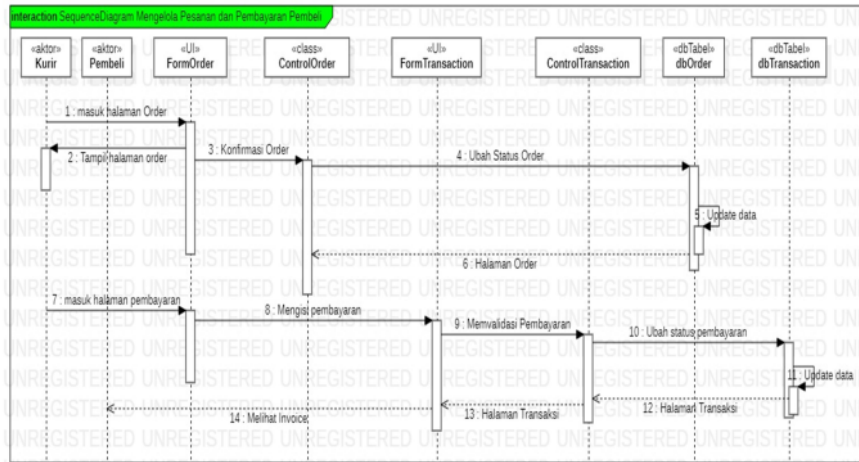 interaction SequenceDiagram Mengelola Pesanan dan Pembayaran Pembeli
«aktor»
Kurir
«aktor»
Pembeli
«UI»
FormOrder
«class»
ControlOrder
«UI»
FormTransaction
«class»
ControlTransaction
«dbTabel»
dbOrder
«dbTabel»
dbTransaction
1 : masuk halaman Order
2 : Tampil halaman order
3 : Konfirmasi Order
4 : Ubah Status Order
5 : Update data
6 : Halaman Order
7 : masuk halaman pembayaran
8 : Mengisi pembayaran
9 : Memvalidasi Pembayaran
10 : Ubah status pembayaran
11 : Update data
12 : Halaman Transaksi
13 : Halaman Transaksi
14 : Melihat Invoice
UNREGISTERED UNREGISTERED UNREGISTERED